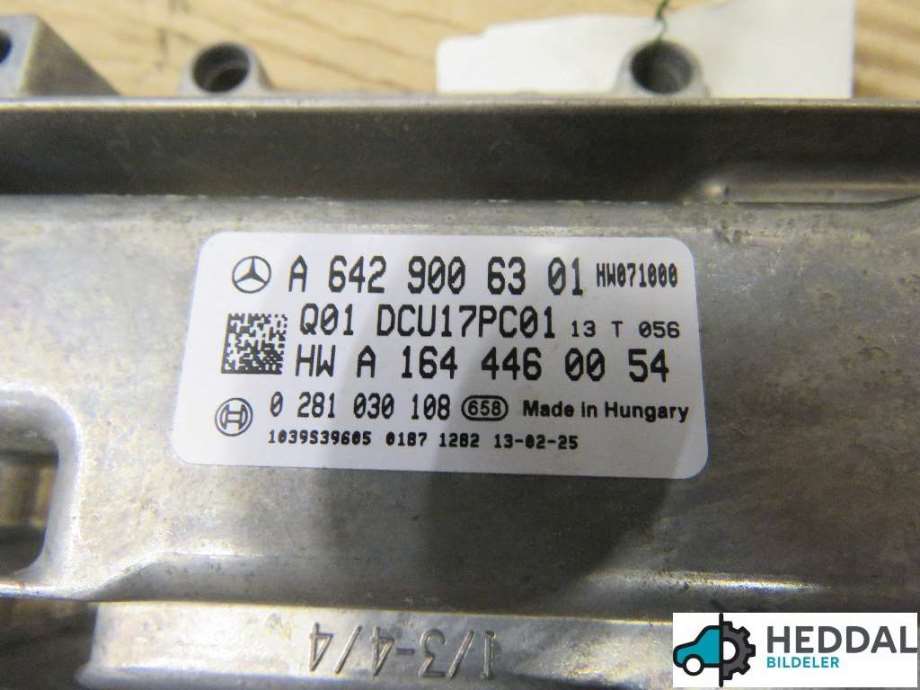 A 642 900 63 01 HW071000
Q01 DCU17PC01 13 T 056
HW A 164 446 00 54
0 281 030 108 658 Made in Hungary
1039S39605 0187 1282 13-02-25
1/3-4/4
HEDDAL
BILDELER